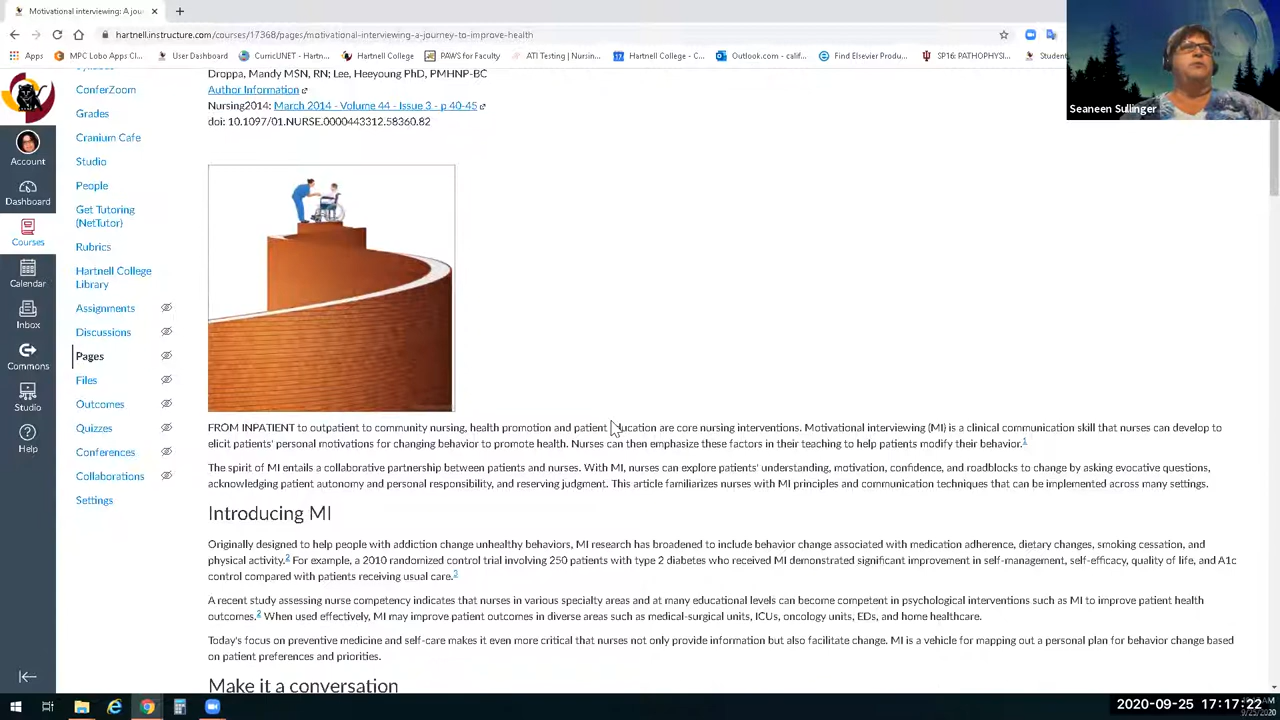 Motivational interviewing: A jou
hartnell.instructure.com/courses/17368/pages/motivational-interviewing-a-journey-to-improve-health
Apps
MPC Lobo Apps Cl...
User Dashboard
CurricUNET - Hartn...
Hartnell College
PAWS for Faculty
ATI Testing | Nursin...
Hartnell College - C...
Outlook.com - calif...
Find Elsevier Produ...
SP16: PATHOPHYSI...
Student
Seaneen Sullinger
Account
Dashboard
Courses
Calendar
Inbox
Commons
Studio
Help
ConferZoom
Grades
Cranium Cafe
Studio
People
Get Tutoring
(NetTutor)
Rubrics
Hartnell College
Library
Assignments
Discussions
Pages
Files
Outcomes
Quizzes
Conferences
Collaborations
Settings
Droppa, Mandy MSN, RN; Lee, Heeyoung PhD, PMHNP-BC
Author Information
Nursing2014: March 2014 - Volume 44 - Issue 3 - p 40-45
doi: 10.1097/01.NURSE.0000443312.58360.82
FROM INPATIENT to outpatient to community nursing, health promotion and patient education are core nursing interventions. Motivational interviewing (MI) is a clinical communication skill that nurses can develop to
elicit patients' personal motivations for changing behavior to promote health. Nurses can then emphasize these factors in their teaching to help patients modify their behavior.1
The spirit of MI entails a collaborative partnership between patients and nurses. With MI, nurses can explore patients' understanding, motivation, confidence, and roadblocks to change by asking evocative questions,
acknowledging patient autonomy and personal responsibility, and reserving judgment. This article familiarizes nurses with MI principles and communication techniques that can be implemented across many settings.
Introducing MI
Originally designed to help people with addiction change unhealthy behaviors, MI research has broadened to include behavior change associated with medication adherence, dietary changes, smoking cessation, and
physical activity.2 For example, a 2010 randomized control trial involving 250 patients with type 2 diabetes who received MI demonstrated significant improvement in self-management, self-efficacy, quality of life, and A1c
control compared with patients receiving usual care.3
A recent study assessing nurse competency indicates that nurses in various specialty areas and at many educational levels can become competent in psychological interventions such as MI to improve patient health
outcomes.2 When used effectively, MI may improve patient outcomes in diverse areas such as medical-surgical units, ICUs, oncology units, EDs, and home healthcare.
Today's focus on preventive medicine and self-care makes it even more critical that nurses not only provide information but also facilitate change. MI is a vehicle for mapping out a personal plan for behavior change based
on patient preferences and priorities.
Make it a conversation
2020-09-25 17:17:22